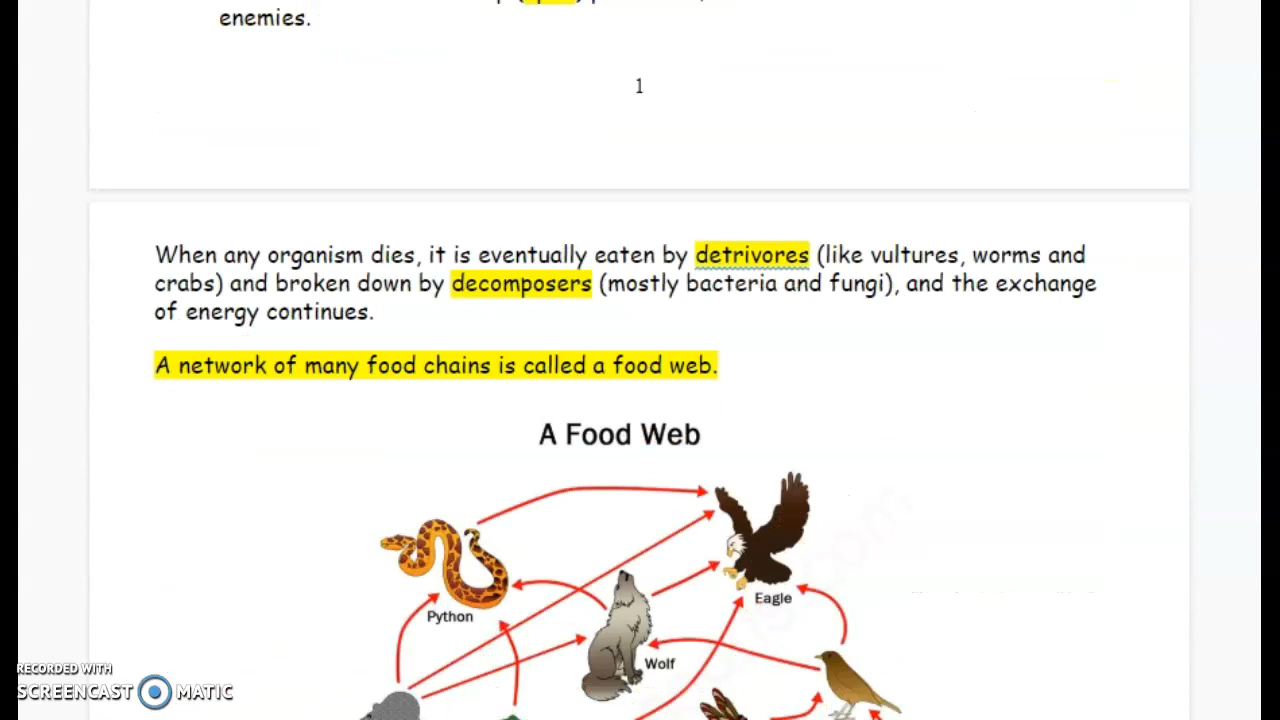 enemies.
1
When any organism dies, it is eventually eaten by detrivores (like vultures, worms and
crabs) and broken down by decomposers (mostly bacteria and fungi), and the exchange
of energy continues.
A network of many food chains is called a food web.
A Food Web
Eagle
Python
Wolf
RECORDED WITH
SCREENCAST MATIC